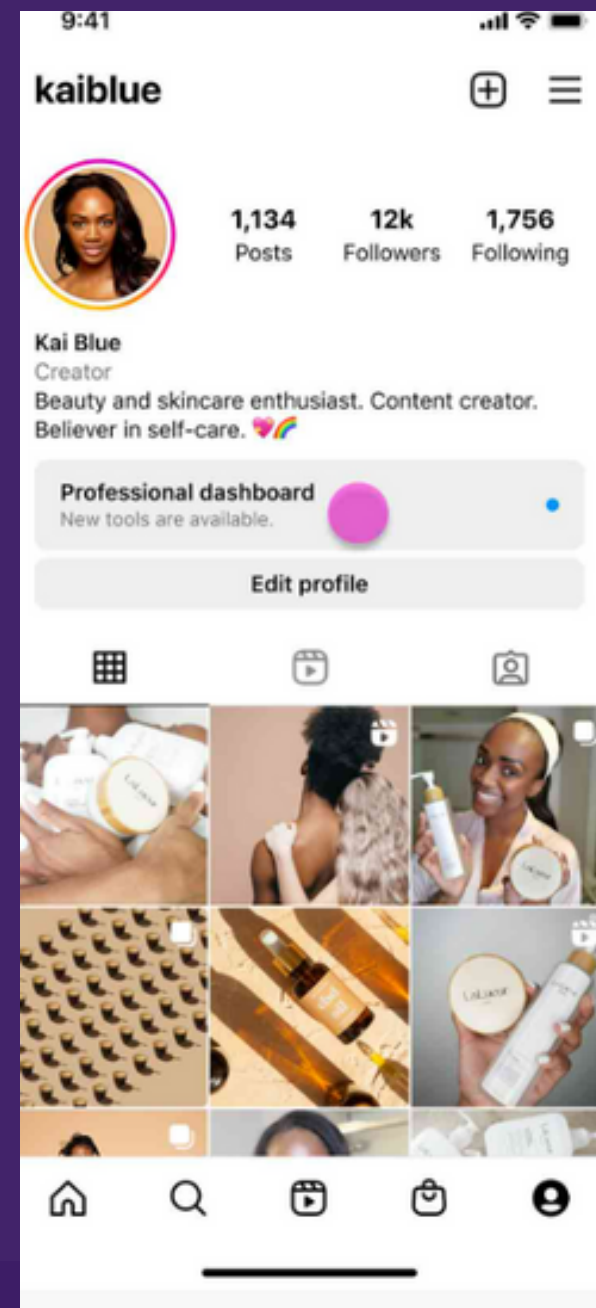 9:41
kaiblue
1,134 12k 1,756
Posts Followers Following
Kai Blue
Creator
Beauty and skincare enthusiast. Content creator.
Believer in self-care. 💖🌈
Professional dashboard
New tools are available.
Edit profile